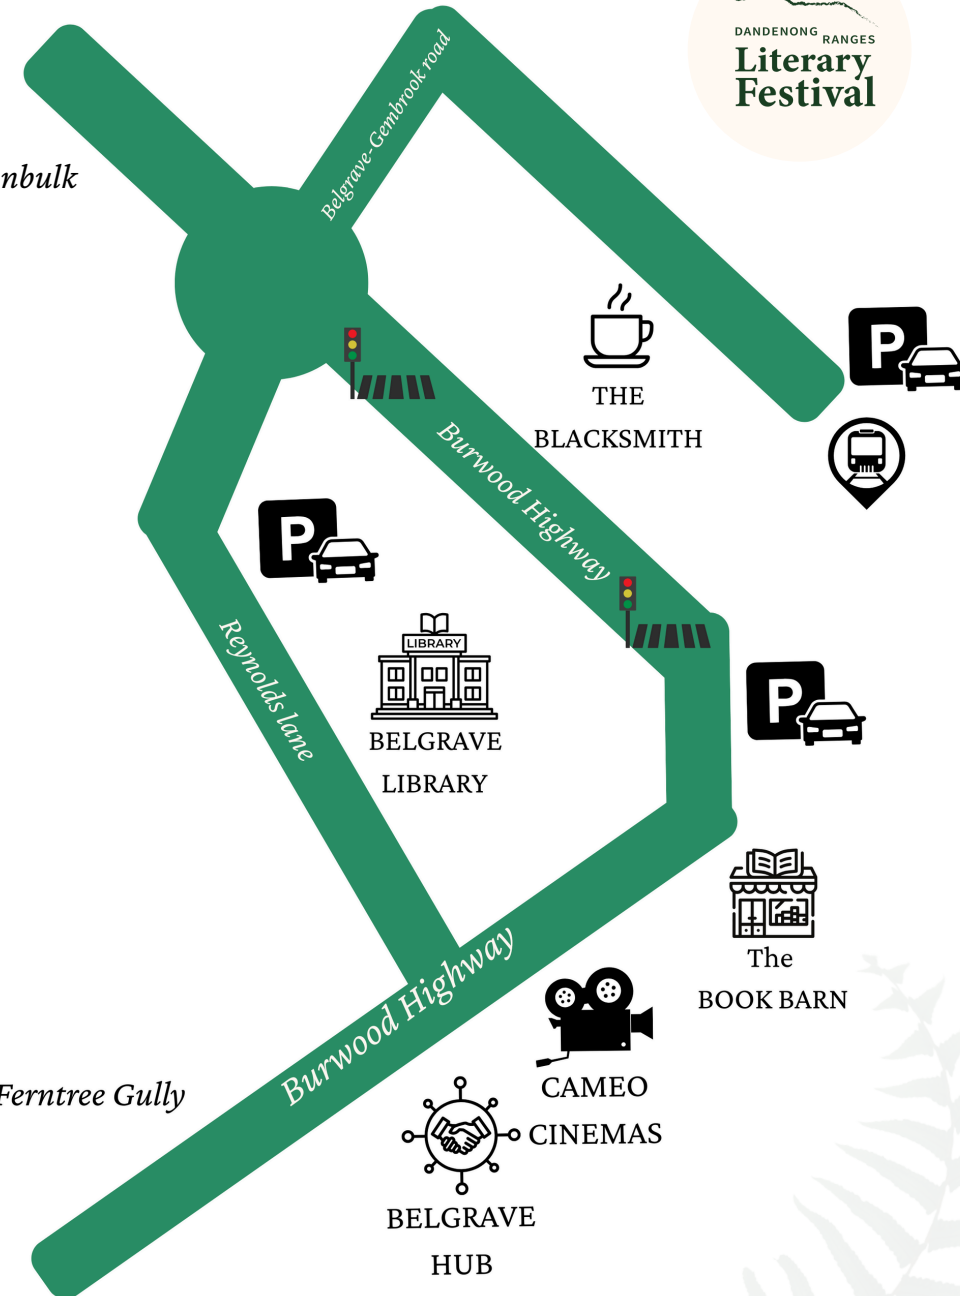 DANDENONG
RANGES
Literary
Festival
Belgrave-Gembrook road
nbulk
P
THE
BLACKSMITH
Burwood Highway
P
LIBRARY
BELGRAVE
LIBRARY
Reynolds lane
P
The
BOOK BARN
Burwood Highway
CAMEO
CINEMAS
Ferntree Gully
BELGRAVE
HUB